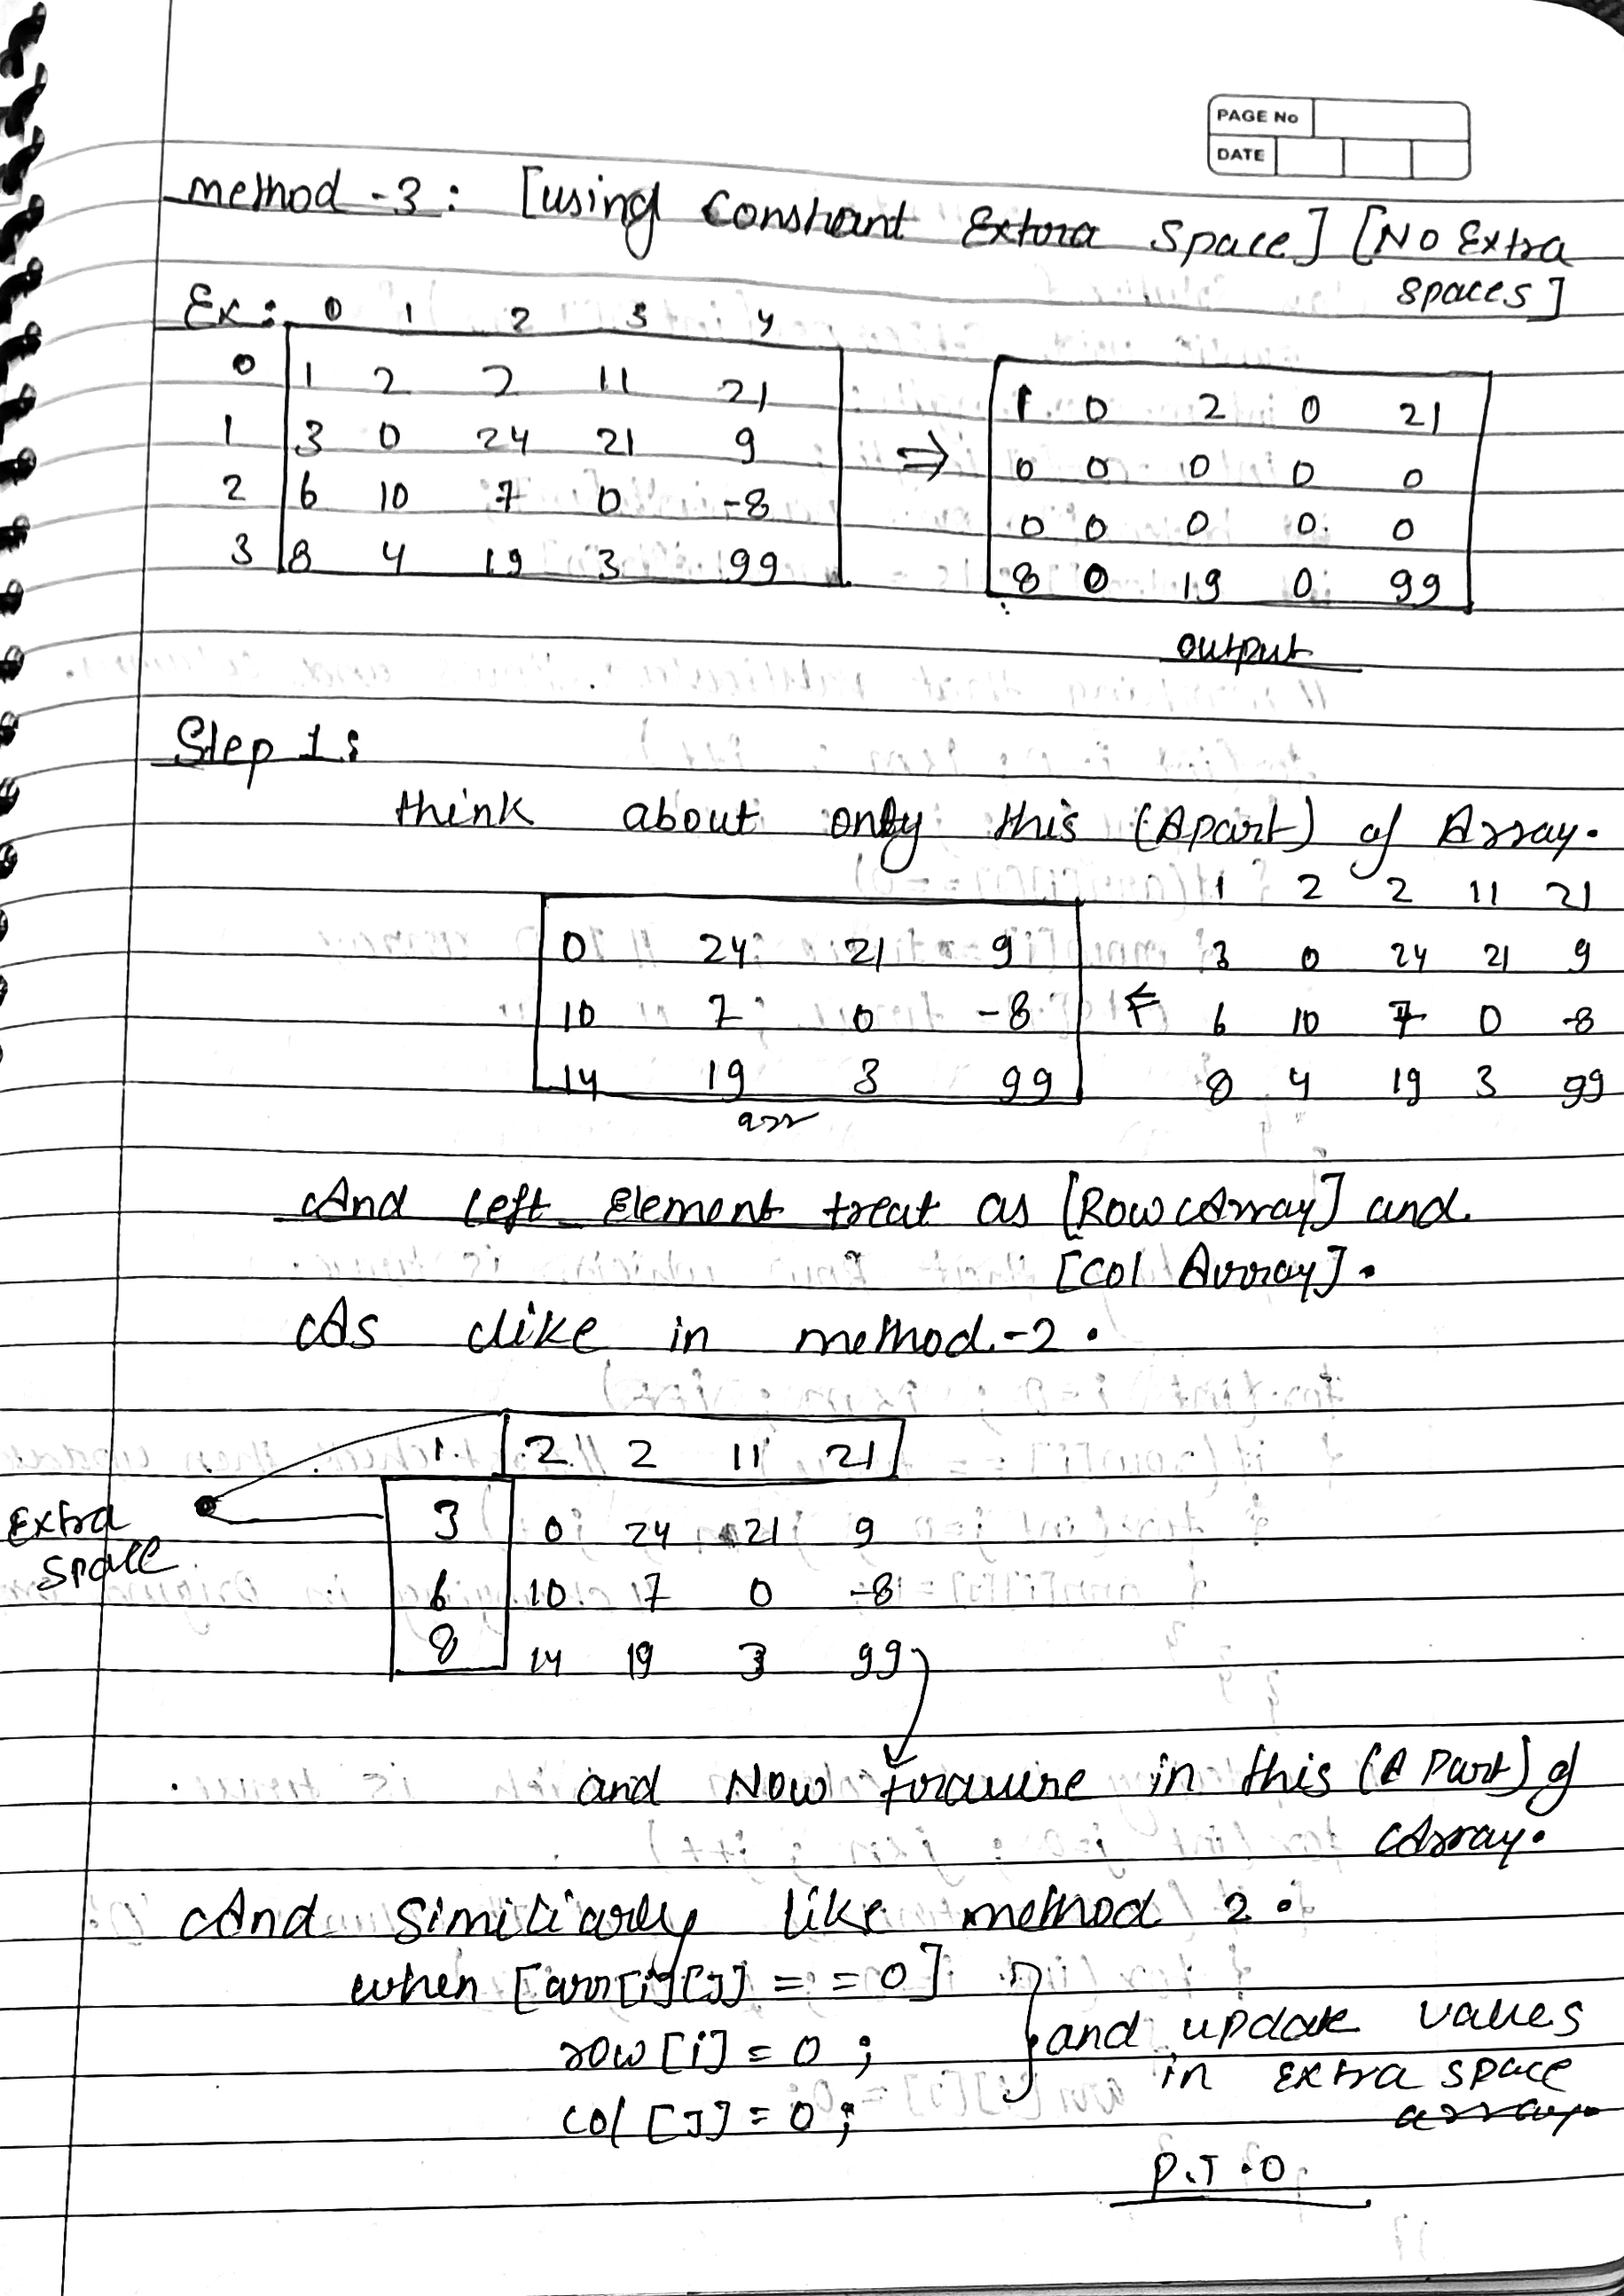 PAGE No
DATE
method - 3 : [using Constant Extra Space] [No Extra
spaces]
Ex : 0 1 2 3 4
0 1 2 2 11 21
1 3 0 24 21 9
2 6 10 7 0 -8
3 8 4 19 3 99
⇒
1 0 2 0 21
0 0 0 0 0
0 0 0 0 0
8 0 19 0 99
output
Step 1 :
think about only this (A part) of Array.
1 2 2 11 21
0 24 21 9 3 0 24 21 9
10 7 0 -8 ⇐ 6 10 7 0 -8
14 19 3 99 8 4 19 3 99
arr
And left Element treat as [Row Array] and
[Col Array].
As like in method-2.
1. 2 2 11 21
Extra
space
3 0 24 21 9
6 10 7 0 -8
8 14 19 3 99
and Now in this (A Part) of
Array.
And Similiarly like method 2.
when [arr[i][J] = = 0]
row [i] = 0 ;
col [J] = 0 ;
} and update values
in Extra space
array.
P.T.O